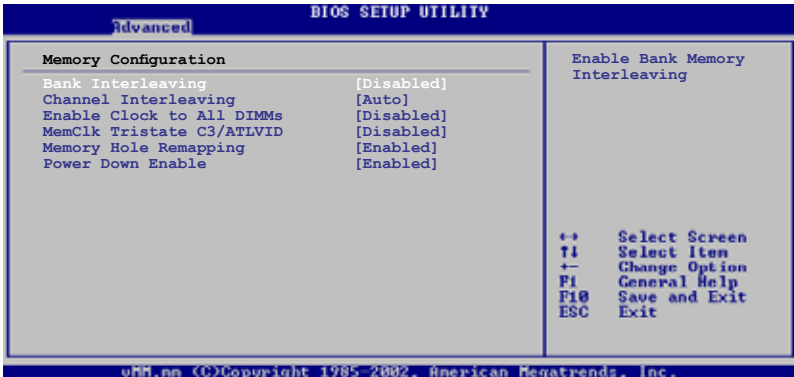 BIOS SETUP UTILITY
Advanced
Memory Configuration
Bank Interleaving [Disabled]
Channel Interleaving [Auto]
Enable Clock to All DIMMs [Disabled]
MemClk Tristate C3/ATLVID [Disabled]
Memory Hole Remapping [Enabled]
Power Down Enable [Enabled]
Enable Bank Memory
Interleaving
↔ Select Screen
↑↓ Select Item
+- Change Option
F1 General Help
F10 Save and Exit
ESC Exit
vMM.mm (C)Copyright 1985-2002, American Megatrends, Inc.